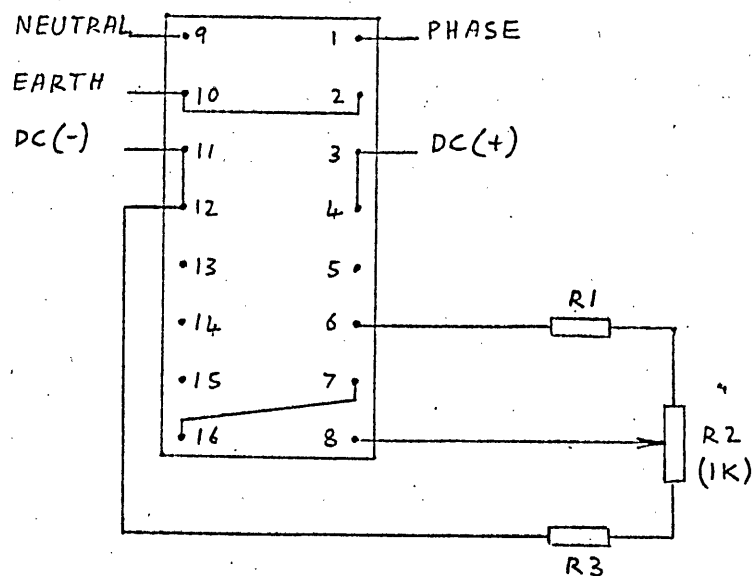 NEUTRAL 9 1 PHASE
EARTH 10 2
DC(-) 11 3 DC(+)
12 4
13 5
R1
14 6
15 7
16 8 R2
(1K)
R3